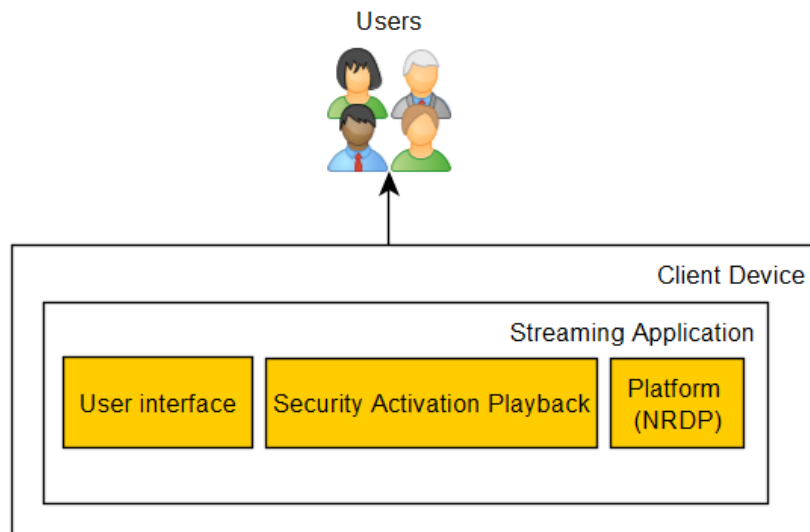 Users
Client Device
Streaming Application
User interface
Security Activation Playback
Platform
(NRDP)